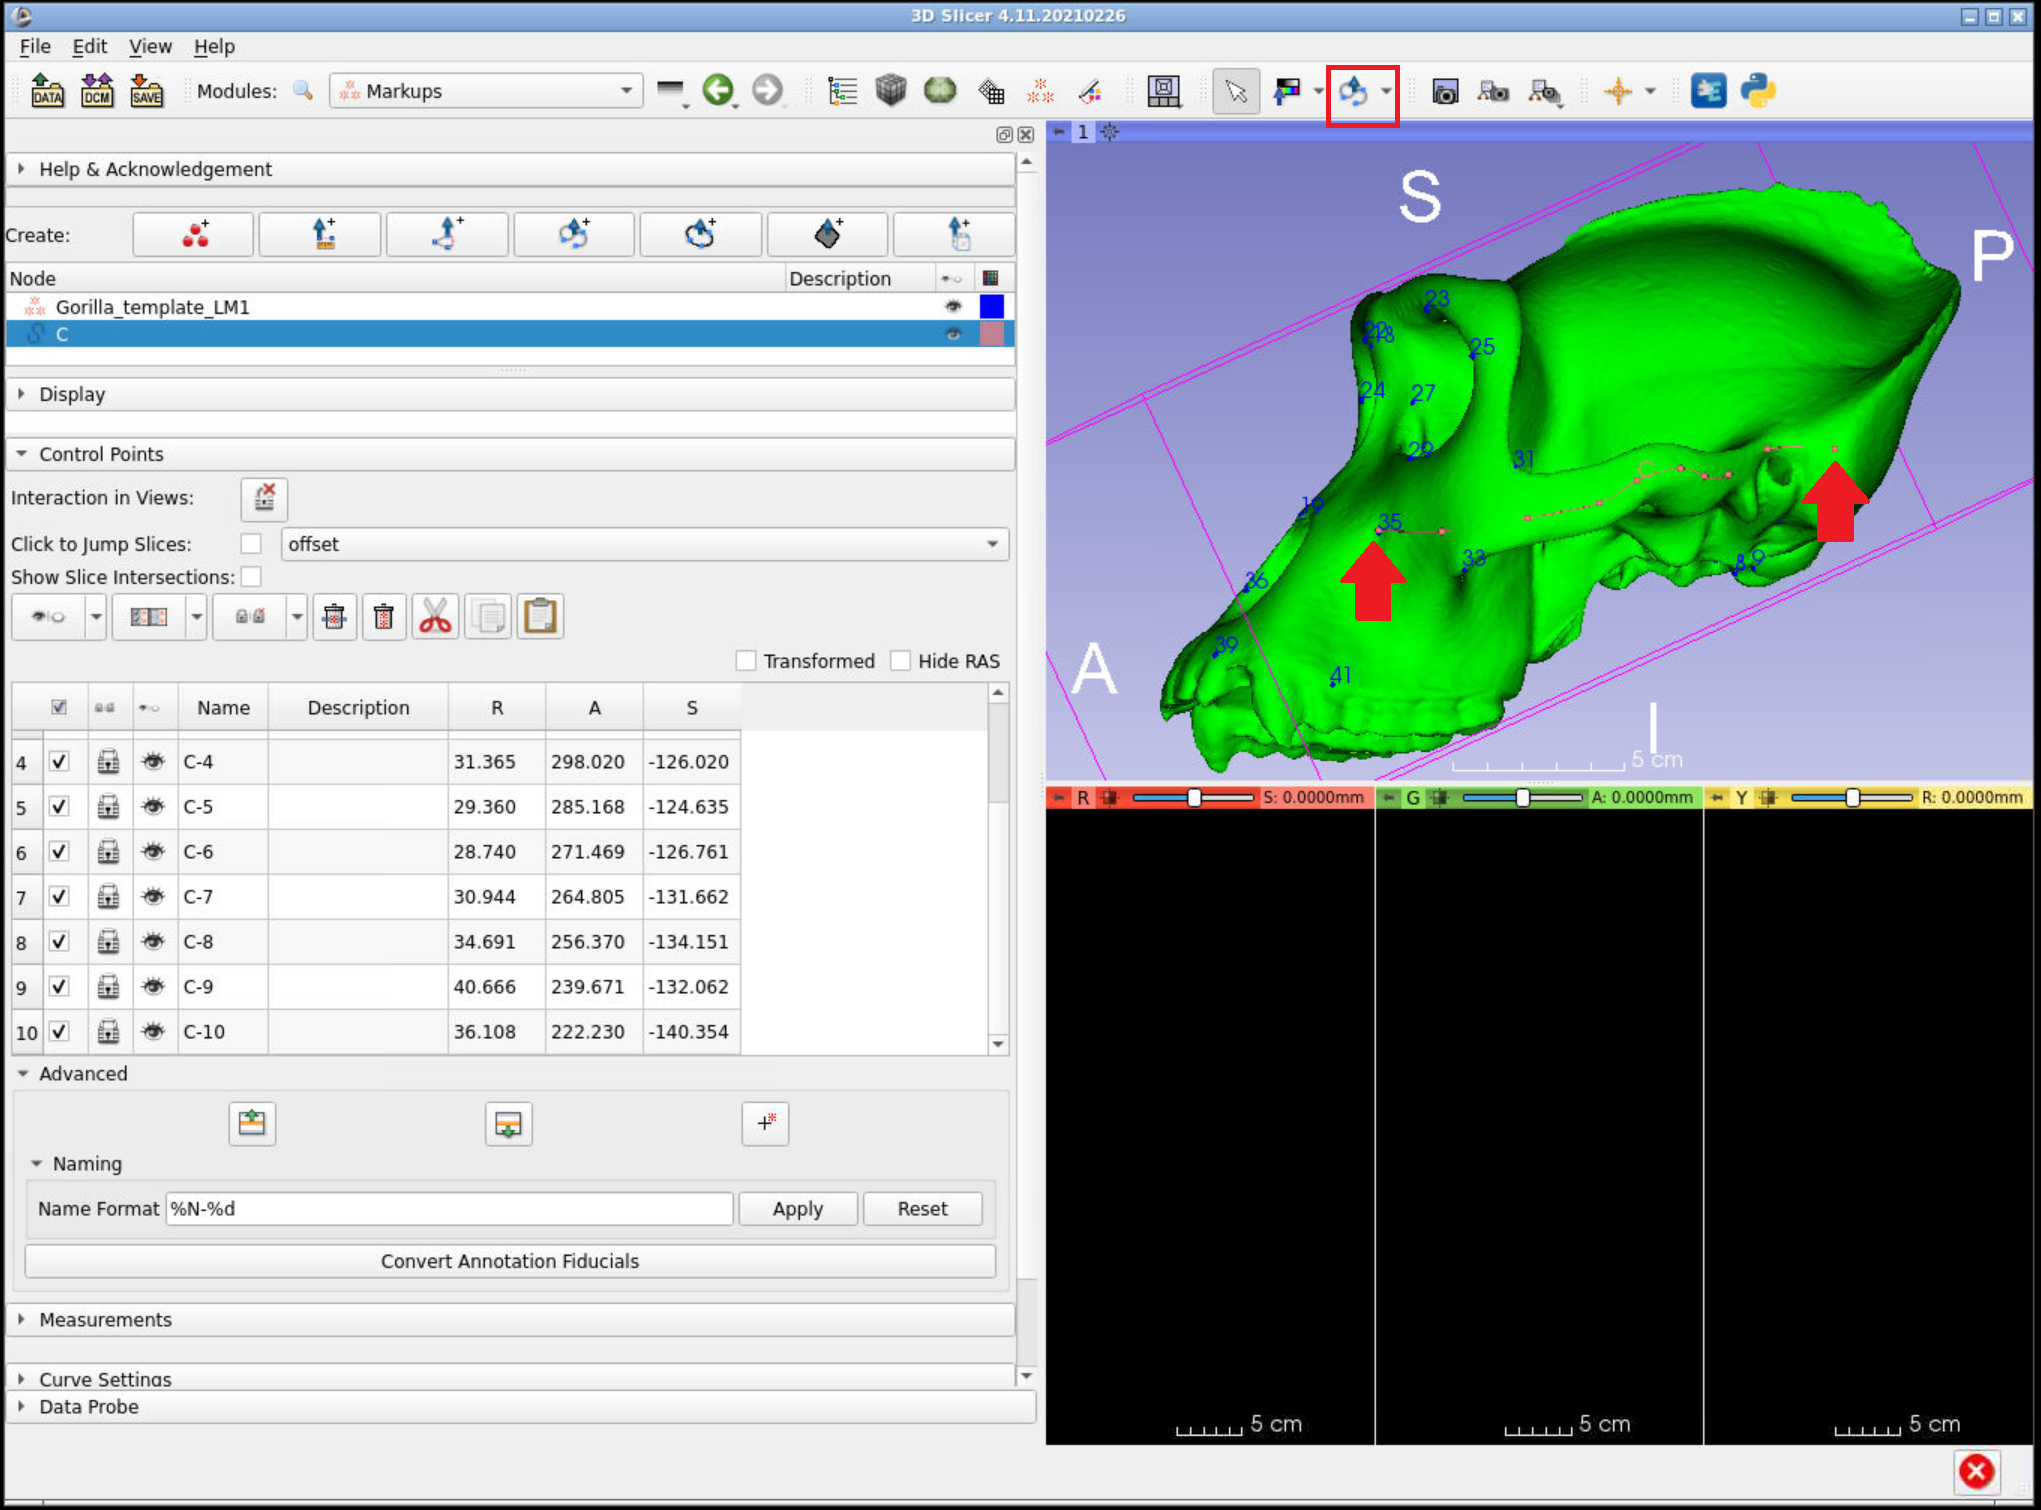 3D Slicer 4.11.20210226
File Edit View Help
DATA DCM SAVE Modules: Markups
1
Help & Acknowledgement
Create:
Node Description
Gorilla_template_LM1
C
Display
Control Points
Interaction in Views:
Click to Jump Slices: offset
Show Slice Intersections:
Transformed Hide RAS
Name Description R A S
4 C-4 31.365 298.020 -126.020
5 C-5 29.360 285.168 -124.635
6 C-6 28.740 271.469 -126.761
7 C-7 30.944 264.805 -131.662
8 C-8 34.691 256.370 -134.151
9 C-9 40.666 239.671 -132.062
10 C-10 36.108 222.230 -140.354
Advanced
Naming
Name Format %N-%d Apply Reset
Convert Annotation Fiducials
Measurements
Curve Settings
Data Probe
S
P
A
I
23
25
24
27
29
31
C
19
35
33
36
39
41
8
9
5 cm
R S: 0.0000mm G A: 0.0000mm Y R: 0.0000mm
5 cm 5 cm 5 cm